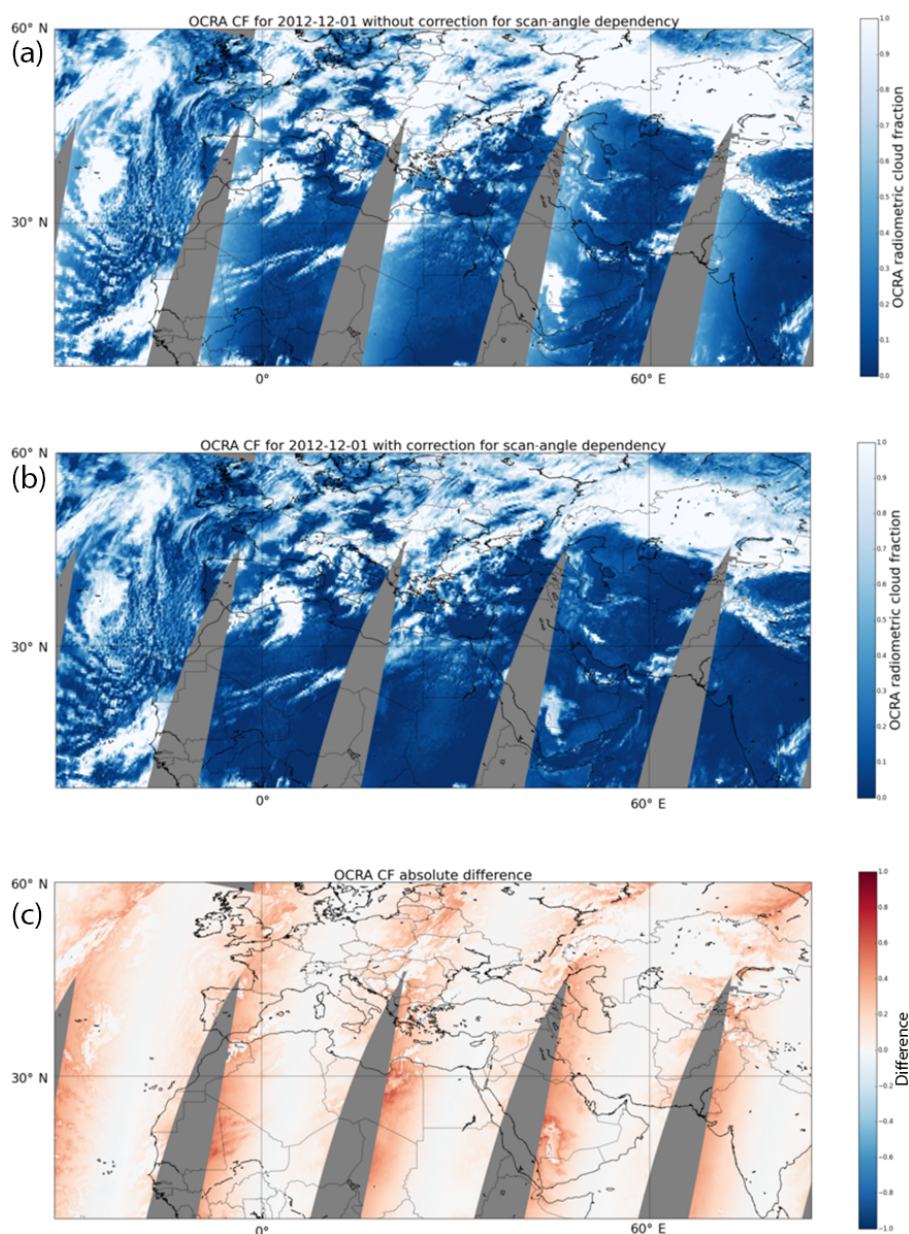 OCRA CF for 2012-12-01 without correction for scan-angle dependency
(a)
60° N
30° N
0°
60° E
1.0
0.9
0.8
0.7
0.6
0.5
0.4
0.3
0.2
0.1
0.0
OCRA radiometric cloud fraction
OCRA CF for 2012-12-01 with correction for scan-angle dependency
(b)
60° N
30° N
0°
60° E
1.0
0.9
0.8
0.7
0.6
0.5
0.4
0.3
0.2
0.1
0.0
OCRA radiometric cloud fraction
OCRA CF absolute difference
(c)
60° N
30° N
0°
60° E
1.0
0.8
0.6
0.4
0.2
0.0
−0.2
−0.4
−0.6
−0.8
−1.0
Difference